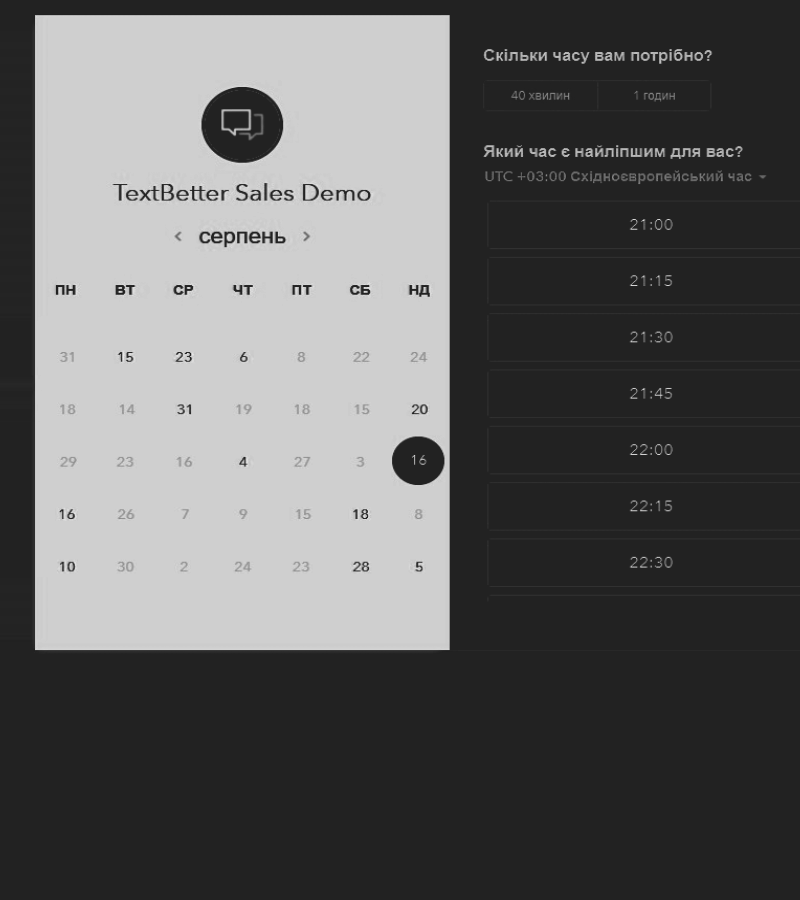 TextBetter Sales Demo
серпень
ПН ВТ СР ЧТ ПТ СБ НД
31 15 23 6 8 22 24
18 14 31 19 18 15 20
29 23 16 4 27 3 16
16 26 7 9 15 18 8
10 30 2 24 23 28 5
Скільки часу вам потрібно?
40 хвилин 1 годин
Який час є найліпшим для вас?
UTC +03:00 Східноєвропейський час
21:00
21:15
21:30
21:45
22:00
22:15
22:30